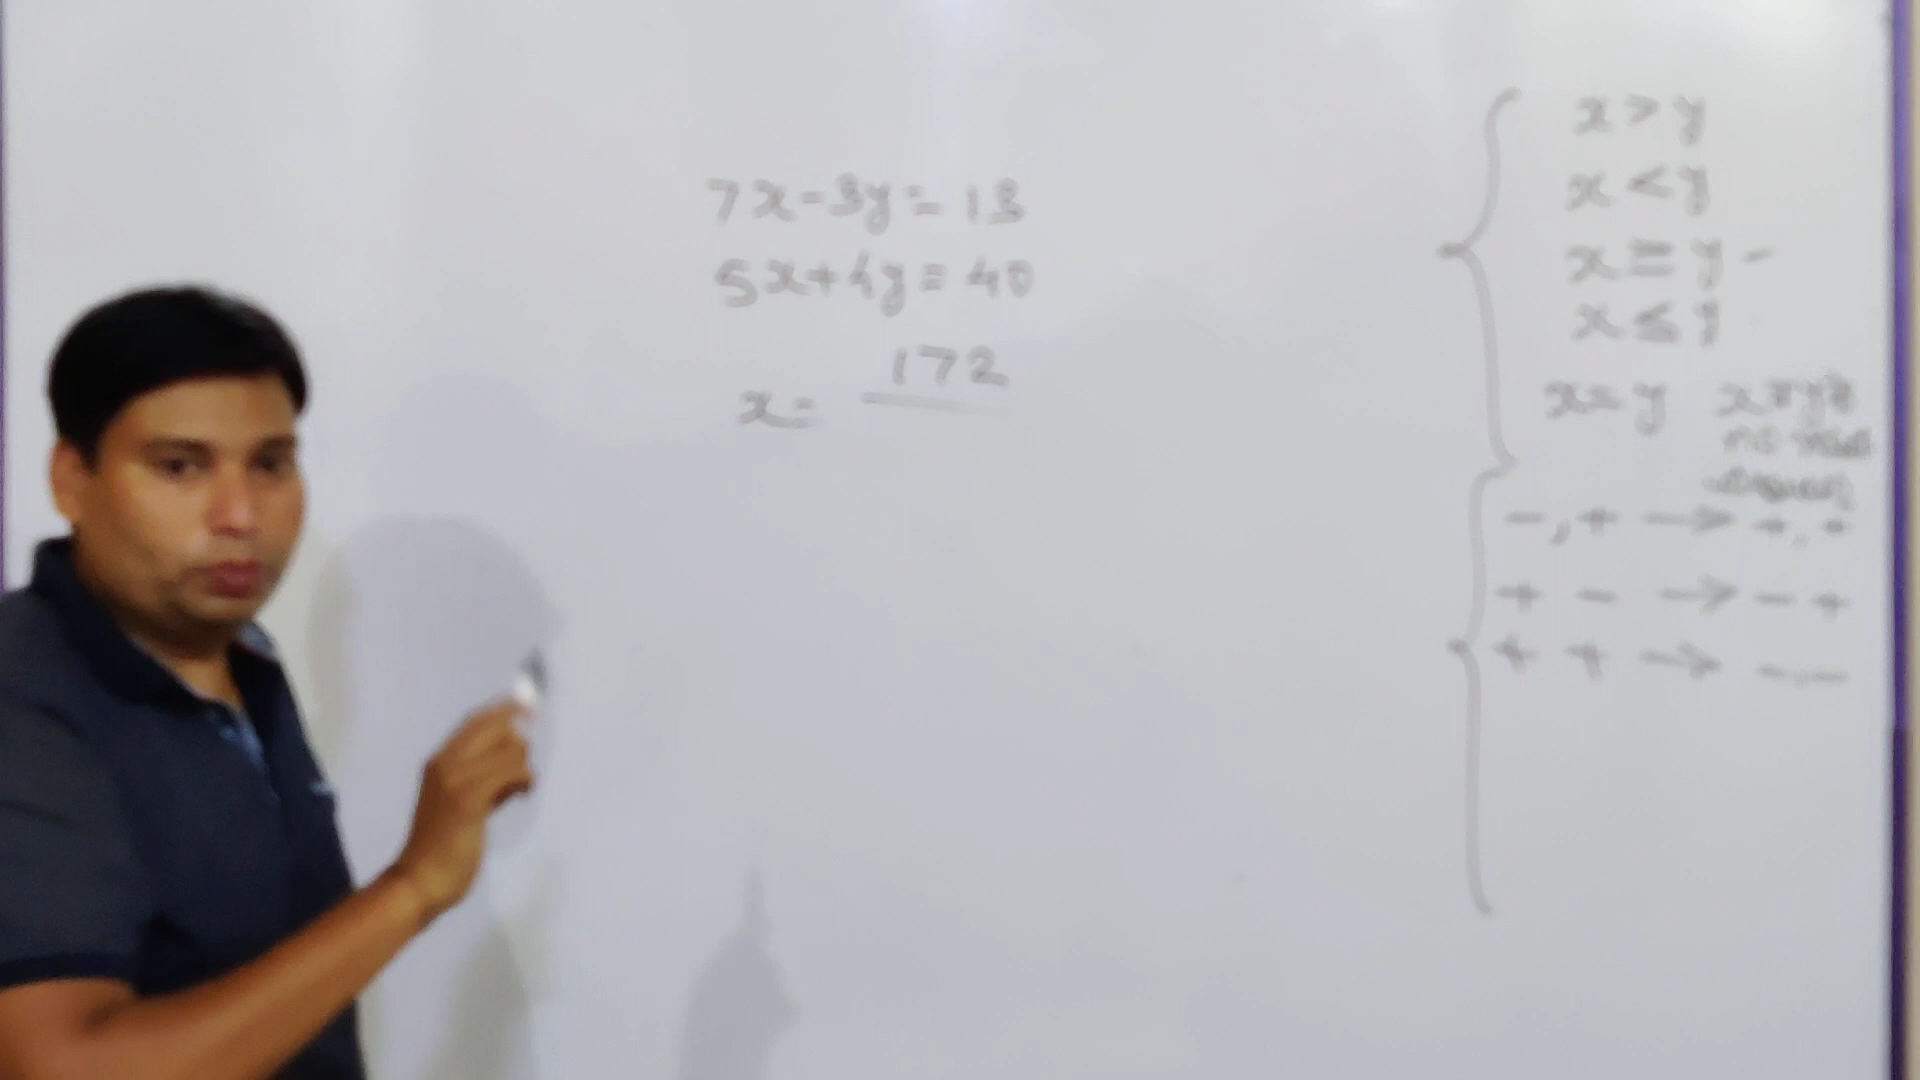 7x-3y=13
5x+4y=40
172
x=
x>y
x<y
x≥y-
x≤y
x=y
-,+ → +,+
+ - → - +
+ + → -,-